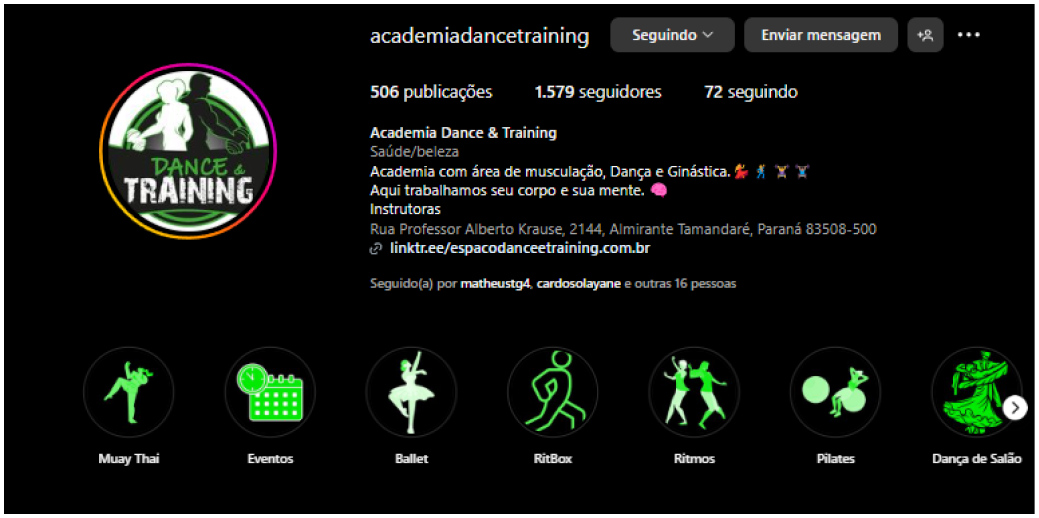 academiadancetraining Seguindo Enviar mensagem
506 publicações 1.579 seguidores 72 seguindo
DANCE &
TRAINING
Academia Dance & Training
Saúde/beleza
Academia com área de musculação, Dança e Ginástica.
Aqui trabalhamos seu corpo e sua mente.
Instrutoras
Rua Professor Alberto Krause, 2144, Almirante Tamandaré, Paraná 83508-500
linktr.ee/espacodanceetraining.com.br
Seguido(a) por matheustg4, cardosolayane e outras 16 pessoas
Muay Thai Eventos Ballet RitBox Ritmos Pilates Dança de Salão